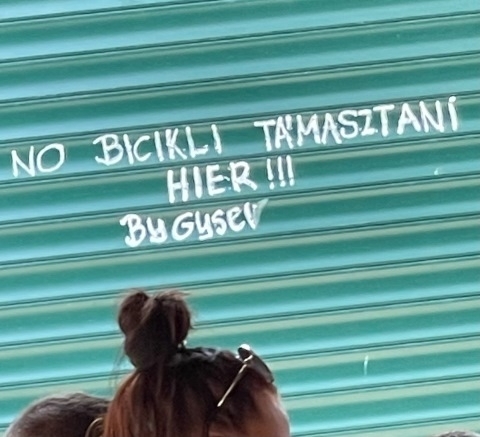 NO BICIKLI TÁMASZTANI
HIER!!!
By Gysev